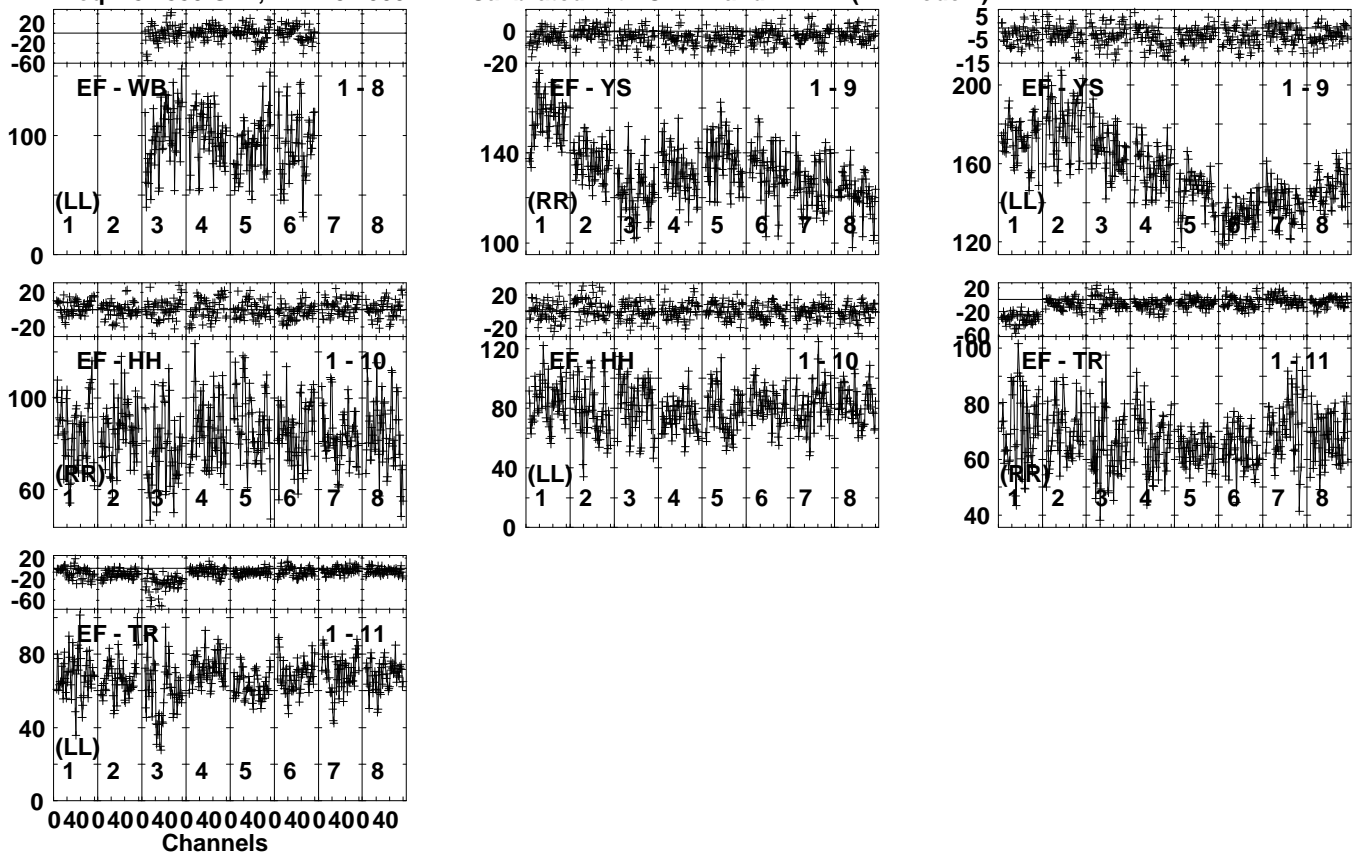 20
-20
-60
EF - WB 1 - 8
100
(LL)
1 2 3 4 5 6 7 8
0
0
-20
EF - YS 1 - 9
140
(RR)
1 2 3 4 5 6 7 8
100
5
-5
-15
200
EF - YS 1 - 9
160
(LL)
1 2 3 4 5 6 7 8
120
20
-20
EF - HH 1 - 10
100
(RR)
60
1 2 3 4 5 6 7 8
20
-20
120
EF - HH 1 - 10
80
40
(LL)
1 2 3 4 5 6 7 8
0
20
-20
-60
100
EF - TR 1 - 11
80
60
(RR)
1 2 3 4 5 6 7 8
40
20
-20
-60
EF - TR 1 - 11
80
40
(LL)
1 2 3 4 5 6 7 8
0
0 40 0 40 0 40 0 40 0 40 0 40 0 40 0 40
Channels